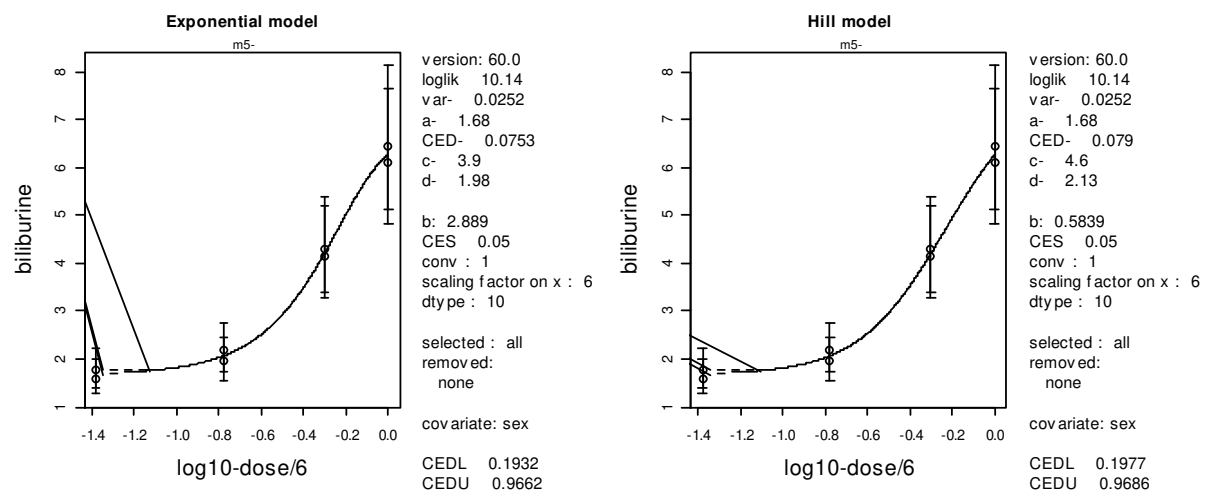 Exponential model
m5-
biliburine
8
7
6
5
4
3
2
1
-1.4 -1.2 -1.0 -0.8 -0.6 -0.4 -0.2 0.0
log10-dose/6
version: 60.0
loglik 10.14
var- 0.0252
a- 1.68
CED- 0.0753
c- 3.9
d- 1.98
b: 2.889
CES 0.05
conv : 1
scaling factor on x : 6
dtype : 10
selected : all
removed:
none
covariate: sex
CEDL 0.1932
CEDU 0.9662
Hill model
m5-
biliburine
8
7
6
5
4
3
2
1
-1.4 -1.2 -1.0 -0.8 -0.6 -0.4 -0.2 0.0
log10-dose/6
version: 60.0
loglik 10.14
var- 0.0252
a- 1.68
CED- 0.079
c- 4.6
d- 2.13
b: 0.5839
CES 0.05
conv : 1
scaling factor on x : 6
dtype : 10
selected : all
removed:
none
covariate: sex
CEDL 0.1977
CEDU 0.9686